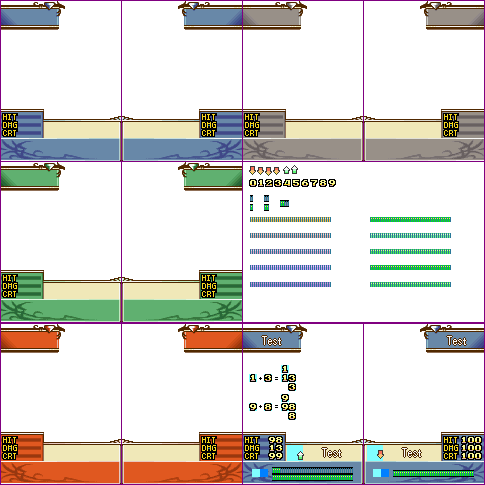 HIT HIT HIT HIT
DMG DMG DMG DMG
CRT CRT CRT CRT
0123456789
HIT HIT
DMG DMG
CRT CRT
Test Test
1
1+3=13
3
9
9+8=98
8
HIT HIT HIT 98 HIT 100
DMG DMG DMG 13 Test DMG 100
CRT CRT CRT 99 Test CRT 100